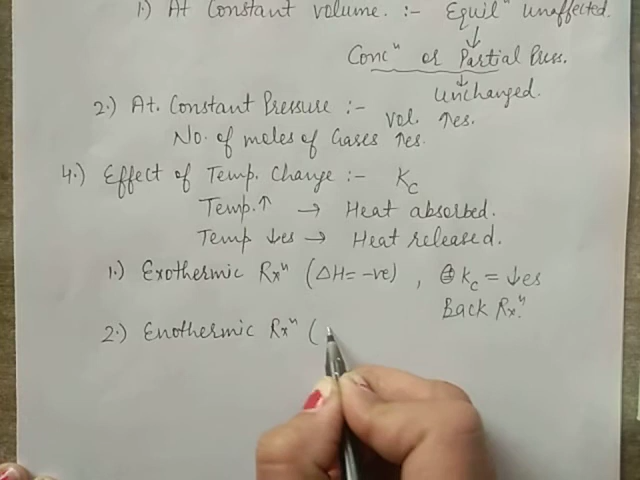 1.) At Constant volume. :- Equilⁿ unaffected.
↓
Concⁿ or Partial Press.
↓
unchanged.
2.) At. Constant Pressure :- Vol. ↑es.
No. of moles of Gases ↑es.
4.) Effect of Temp. Change :- Kc
Temp. ↑ → Heat absorbed.
Temp ↓es → Heat released.
1.) Exothermic Rxⁿ (ΔH= -ve) , Kc = ↓es
Back Rxⁿ.
2.) Enothermic Rxⁿ (